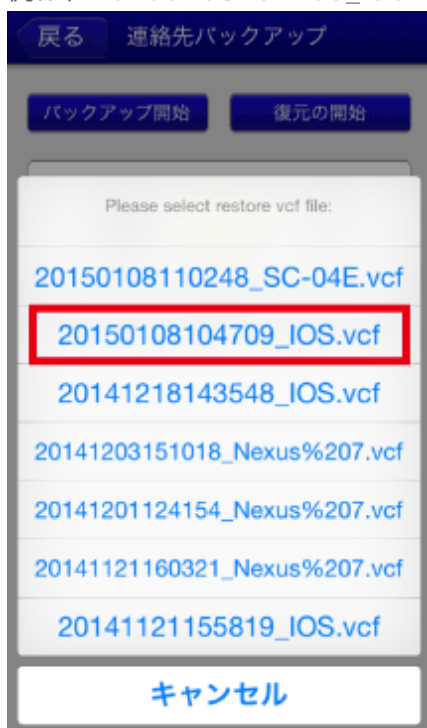 戻る 連絡先バックアップ
バックアップ開始 復元の開始
Please select restore vcf file:
20150108110248_SC-04E.vcf
20150108104709_IOS.vcf
20141218143548_IOS.vcf
20141203151018_Nexus%207.vcf
20141201124154_Nexus%207.vcf
20141121160321_Nexus%207.vcf
20141121155819_IOS.vcf
キャンセル